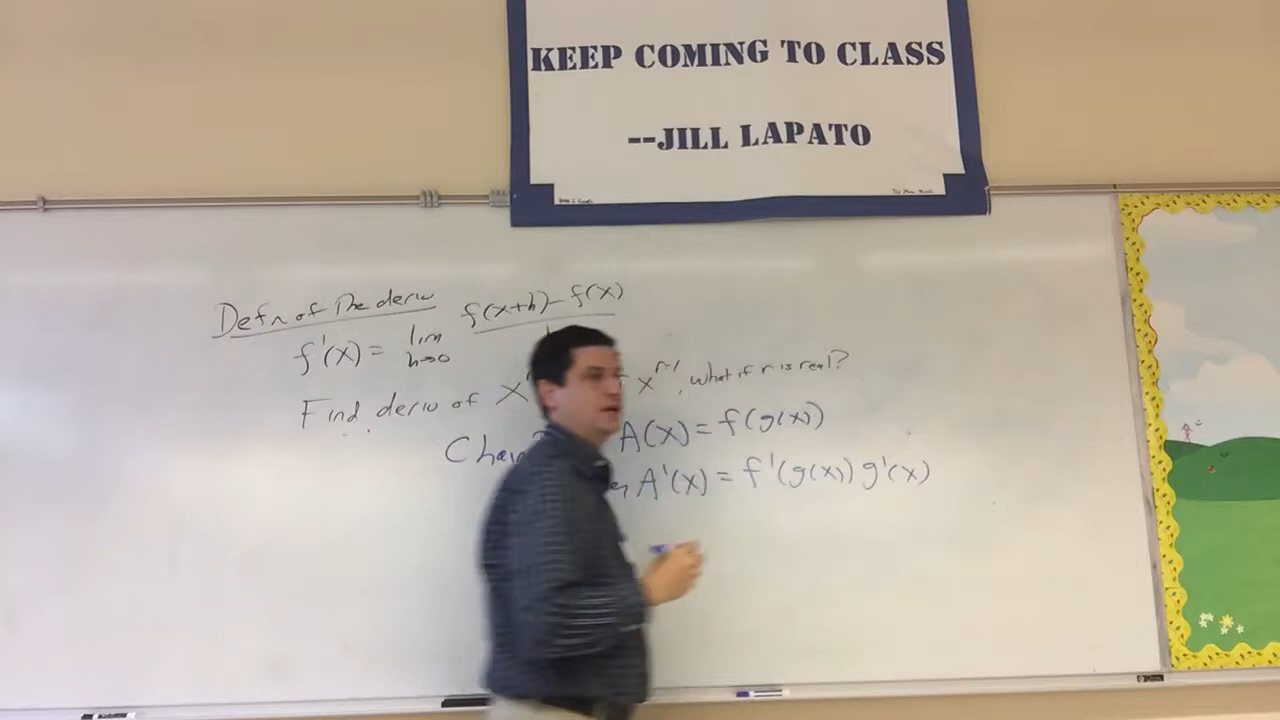 KEEP COMING TO CLASS
--JILL LAPATO
Defn of the deriv
f'(x) = lim h→0 f(x+h) - f(x)
Find deriv of x x^{r-1}, what if r is real?
A(x) = f(g(x))
A'(x) = f'(g(x)) g'(x)